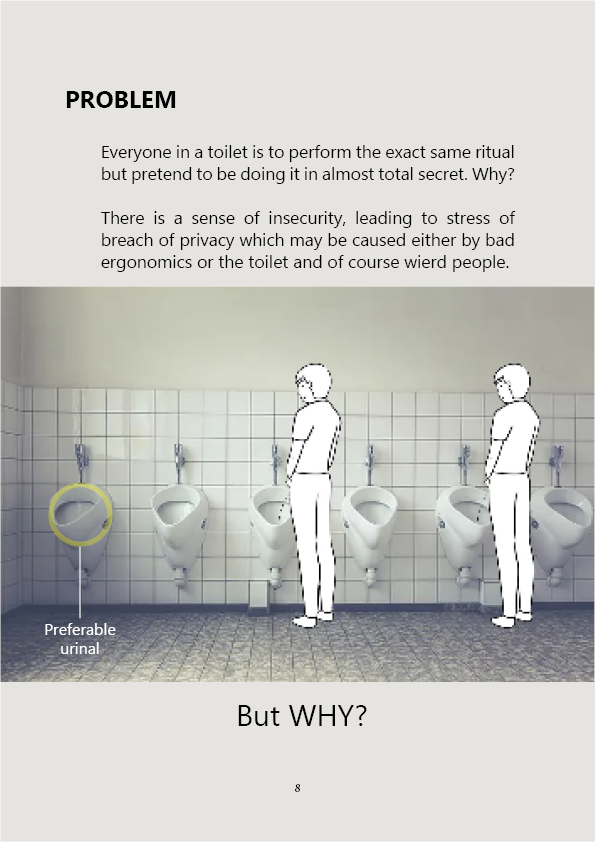 PROBLEM
Everyone in a toilet is to perform the exact same ritual
but pretend to be doing it in almost total secret. Why?
There is a sense of insecurity, leading to stress of
breach of privacy which may be caused either by bad
ergonomics or the toilet and of course wierd people.
Preferable
urinal
But WHY?
8